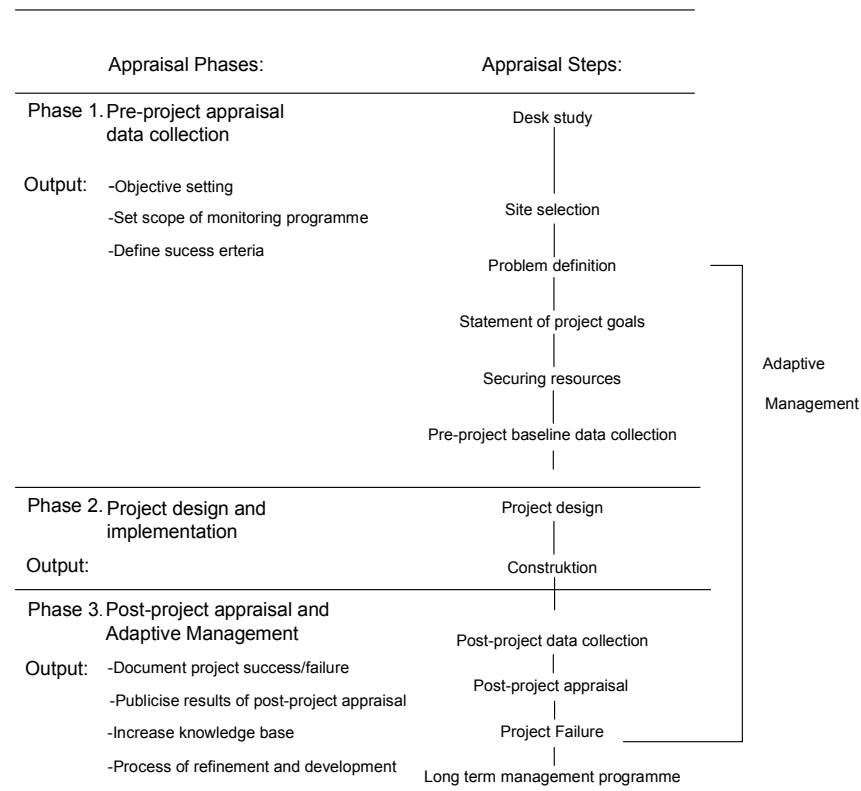 Appraisal Phases:
Appraisal Steps:
Phase 1.
Pre-project appraisal
data collection
Output:
-Objective setting
-Set scope of monitoring programme
-Define sucess erteria
Desk study
Site selection
Problem definition
Statement of project goals
Securing resources
Pre-project baseline data collection
Phase 2.
Project design and
implementation
Output:
Project design
Construktion
Phase 3.
Post-project appraisal and
Adaptive Management
Output:
-Document project success/failure
-Publicise results of post-project appraisal
-Increase knowledge base
-Process of refinement and development
Post-project data collection
Post-project appraisal
Project Failure
Long term management programme
Adaptive
Management